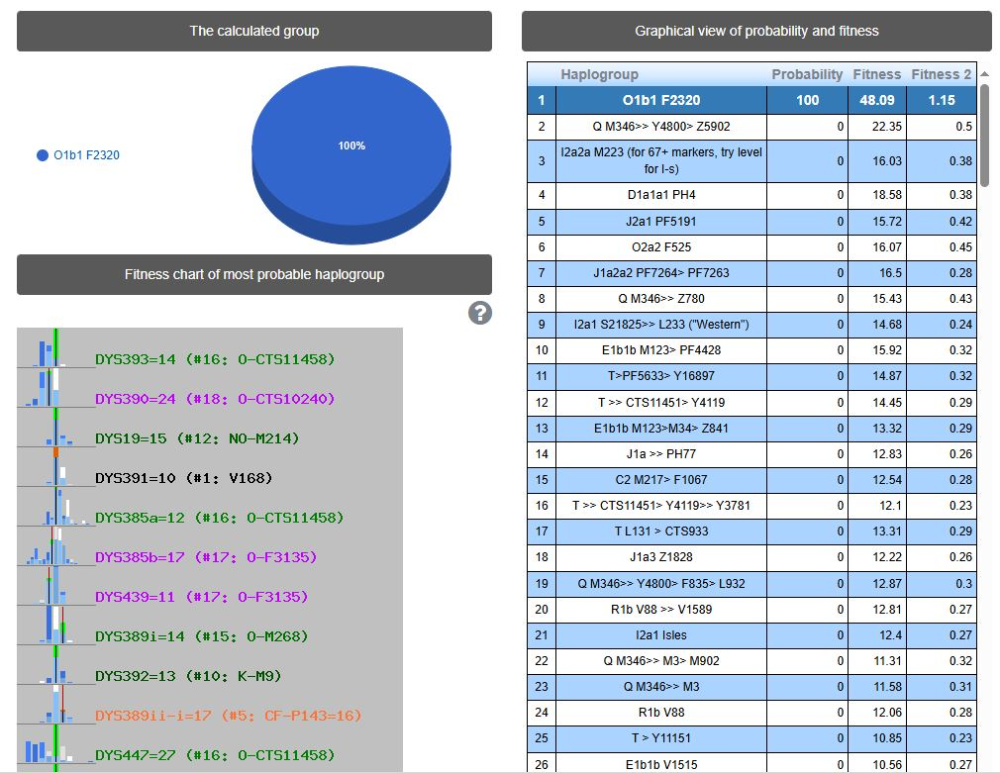 The calculated group
O1b1 F2320
100%
Fitness chart of most probable haplogroup
?
DYS393=14 (#16: O-CTS11458)
DYS390=24 (#18: O-CTS10240)
DYS19=15 (#12: NO-M214)
DYS391=10 (#1: V168)
DYS385a=12 (#16: O-CTS11458)
DYS385b=17 (#17: O-F3135)
DYS439=11 (#17: O-F3135)
DYS389i=14 (#15: O-M268)
DYS392=13 (#10: K-M9)
DYS389ii-i=17 (#5: CF-P143=16)
DYS447=27 (#16: O-CTS11458)
Graphical view of probability and fitness
Haplogroup Probability Fitness Fitness 2
1 O1b1 F2320 100 48.09 1.15
2 Q M346>> Y4800> Z5902 0 22.35 0.5
3 I2a2a M223 (for 67+ markers, try level for I-s) 0 16.03 0.38
4 D1a1a1 PH4 0 18.58 0.38
5 J2a1 PF5191 0 15.72 0.42
6 O2a2 F525 0 16.07 0.45
7 J1a2a2 PF7264> PF7263 0 16.5 0.28
8 Q M346>> Z780 0 15.43 0.43
9 I2a1 S21825>> L233 ("Western") 0 14.68 0.24
10 E1b1b M123> PF4428 0 15.92 0.32
11 T>PF5633> Y16897 0 14.87 0.32
12 T >> CTS11451> Y4119 0 14.45 0.29
13 E1b1b M123>M34> Z841 0 13.32 0.29
14 J1a >> PH77 0 12.83 0.26
15 C2 M217> F1067 0 12.54 0.28
16 T >> CTS11451> Y4119>> Y3781 0 12.1 0.23
17 T L131 > CTS933 0 13.31 0.29
18 J1a3 Z1828 0 12.22 0.26
19 Q M346>> Y4800> F835> L932 0 12.87 0.3
20 R1b V88 >> V1589 0 12.81 0.27
21 I2a1 Isles 0 12.4 0.27
22 Q M346>> M3> M902 0 11.31 0.32
23 Q M346>> M3 0 11.58 0.31
24 R1b V88 0 12.06 0.28
25 T > Y11151 0 10.85 0.23
26 E1b1b V1515 0 10.56 0.27